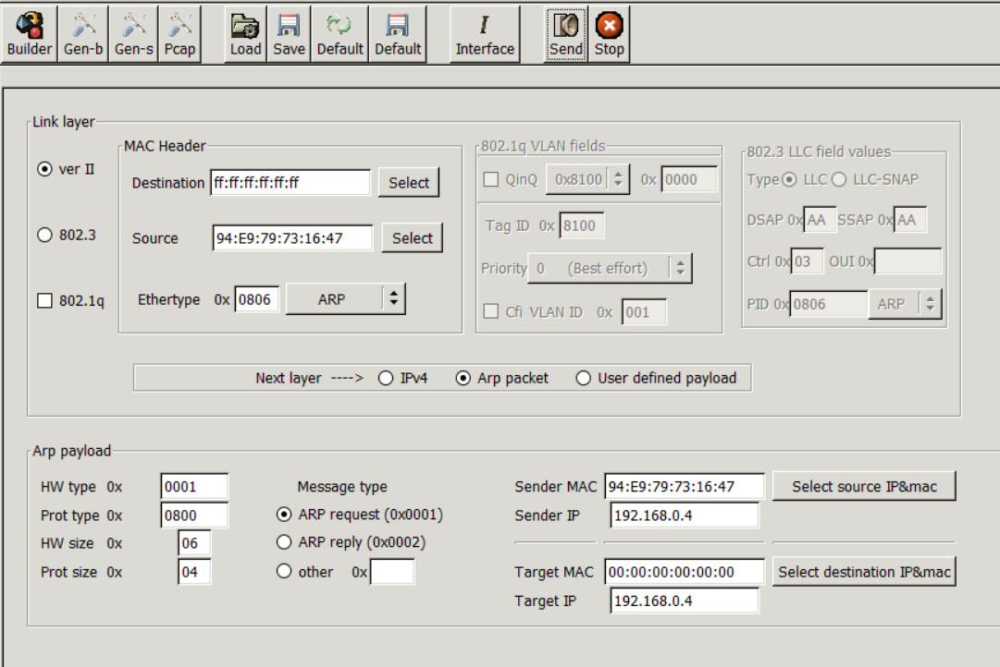 Builder Gen-b Gen-s Pcap Load Save Default Default Interface Send Stop
Link layer
MAC Header
802.1q VLAN fields
802.3 LLC field values
ver II
Destination ff:ff:ff:ff:ff:ff Select
QinQ 0x8100 0x 0000
Type LLC LLC-SNAP
802.3
Source 94:E9:79:73:16:47 Select
Tag ID 0x 8100
DSAP 0x AA SSAP 0x AA
Priority 0 (Best effort)
Ctrl 0x 03 OUI 0x
802.1q
Ethertype 0x 0806 ARP
Cfi VLAN ID 0x 001
PID 0x 0806 ARP
Next layer ----> IPv4 Arp packet User defined payload
Arp payload
HW type 0x 0001
Message type
Sender MAC 94:E9:79:73:16:47 Select source IP&mac
Prot type 0x 0800
ARP request (0x0001)
Sender IP 192.168.0.4
HW size 0x 06
ARP reply (0x0002)
Prot size 0x 04
other 0x
Target MAC 00:00:00:00:00:00 Select destination IP&mac
Target IP 192.168.0.4